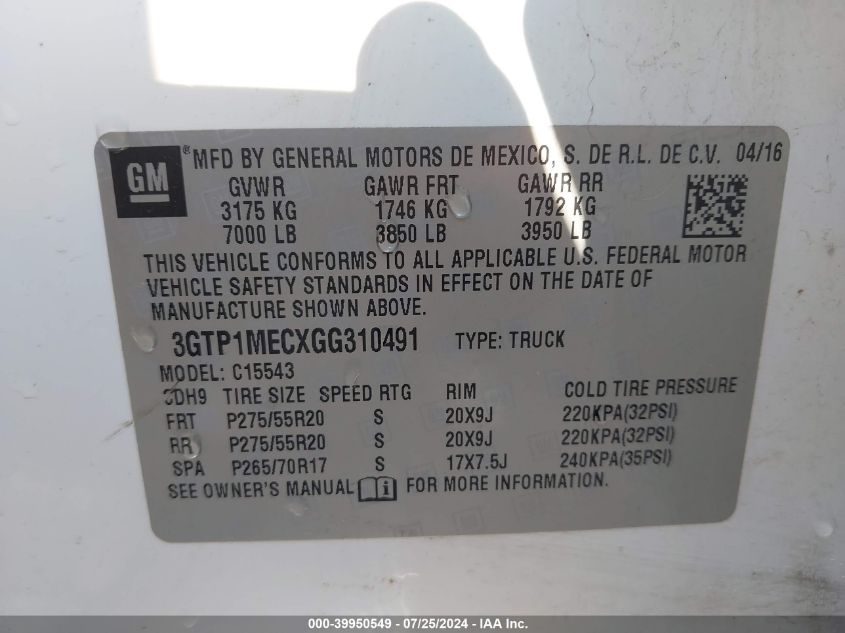 GM ® MFD BY GENERAL MOTORS DE MEXICO, S. DE R.L. DE C.V. 04/16
GVWR GAWR FRT GAWR RR
3175 KG 1746 KG 1792 KG
7000 LB 3850 LB 3950 LB
THIS VEHICLE CONFORMS TO ALL APPLICABLE U.S. FEDERAL MOTOR
VEHICLE SAFETY STANDARDS IN EFFECT ON THE DATE OF
MANUFACTURE SHOWN ABOVE.
3GTP1MECXGG310491 TYPE: TRUCK
MODEL: C15543
3DH9 TIRE SIZE SPEED RTG RIM COLD TIRE PRESSURE
FRT P275/55R20 S 20X9J 220KPA(32PSI)
RR P275/55R20 S 20X9J 220KPA(32PSI)
SPA P265/70R17 S 17X7.5J 240KPA(35PSI)
SEE OWNER'S MANUAL i FOR MORE INFORMATION.
000-39950549 - 07/25/2024 - IAA Inc.